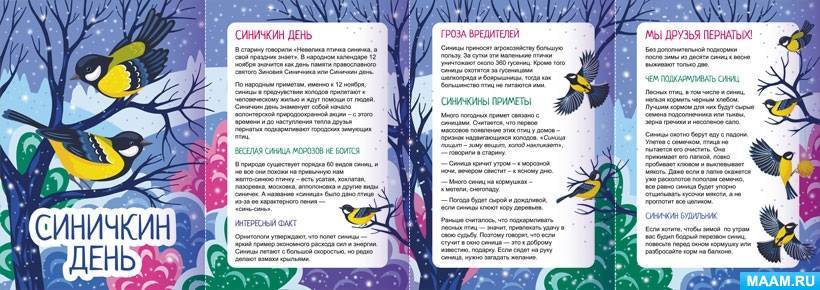 СИНИЧКИН
ДЕНЬ
СИНИЧКИН ДЕНЬ
В старину говорили «Невелика птичка синичка, а
свой праздник знает». В народном календаре 12
ноября значится как день памяти православного
святого Зиновия Синичника или Синичкин день.
По народным приметам, именно к 12 ноября,
синицы в предчувствии холодов прилетают к
человеческому жилью и ждут помощи от людей.
Синичкин день знаменует собой начало
волонтерской природоохранной акции – с этого
времени и до наступления тепла друзья
пернатых подкармливают городских зимующих
птиц.
ВЕСЕЛАЯ СИНИЦА МОРОЗОВ НЕ БОИТСЯ
В природе существует порядка 60 видов синиц, и
не все они похожи на привычную нам
желто-синюю птичку – есть усатая, хохлатая,
лазоревка, московка, апполоновка и другие виды
синичек. А название «синица» было дано птице
из-за ее характерного пения —
«синь-синь».
ИНТЕРЕСНЫЙ ФАКТ
Орнитологи утверждают, что полет синицы —
яркий пример экономного расхода сил и энергии.
Синицы летают с большой скоростью, но редко
делают взмахи крыльями.
ГРОЗА ВРЕДИТЕЛЕЙ
Синицы приносят агрохозяйству большую
пользу. За сутки эти маленькие птички
уничтожают около 360 гусениц. Кроме того
синицы охотятся за гусеницами
шелкопряда и боярышницы, тогда как
большинство птиц не питаются ими.
СИНИЧКИНЫ ПРИМЕТЫ
Много погодных примет связано с
синицами. Считается, что первое
массовое появление этих птиц у домов –
признак надвигающихся холодов. «Синица
пищит – зиму вещит, холод накликает»,
— говорили в старину.
— Синица кричит утром – к морозной
ночи, вечером свистит – к ясному дню.
— Много синиц на кормушках –
к метели, снегопаду.
— Погода будет сырой и дождливой,
если синицы клюют кору деревьев.
Раньше считалось, что подкармливать
лесных птах — значит, привлекать удачу в
свою судьбу. Поэтому говорят, что если
стучит в окно синица — это к доброму
известию, подарку. Если сядет на руку
синица, нужно загадать желание.
МЫ ДРУЗЬЯ ПЕРНАТЫХ!
Без дополнительной подкормки
после зимы из десяти синиц к весне
выживают только две.
ЧЕМ ПОДКАРМЛИВАТЬ СИНИЦ
Лесных птиц, в том числе и синиц,
нельзя кормить черным хлебом.
Лучшим кормом для них будут сырые
семена подсолнечника или тыквы,
зерна гречихи и несоленое сало.
Синицы охотно берут еду с ладони.
Улетев с семечком, птица не
пытается его очистить. Она
прижимает его лапкой, ловко
пробивает клювом и выклевывает
мякоть. Даже если в лапке окажется
уже расколотое пополам семечко,
все равно синица будет упорно
отщипывать кусочки мякоти, а не
проглотит все целиком.
СИНИЧКИН БУДИЛЬНИК
Если хотите, чтобы зимой по утрам
вас будил бодрый перезвон синиц,
повесьте перед окном кормушку или
разбросайте корм на балконе.
MAAM.RU